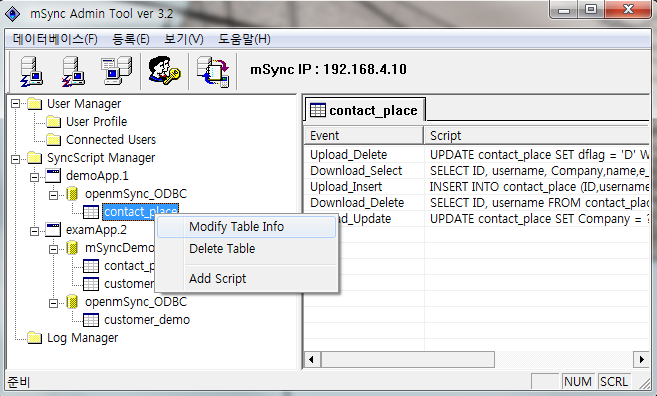 mSync Admin Tool ver 3.2
데이터베이스(F) 등록(E) 보기(V) 도움말(H)
mSync IP : 192.168.4.10
User Manager
User Profile
Connected Users
SyncScript Manager
demoApp.1
openmSync_ODBC
contact_place
examApp.2
mSyncDemo
contact_p
customer
openmSync_ODBC
customer_demo
Log Manager
Modify Table Info
Delete Table
Add Script
contact_place
Event Script
Upload_Delete UPDATE contact_place SET dflag = 'D' W
Download_Select SELECT ID, username, Company,name,e_
Upload_Insert INSERT INTO contact_place (ID,username
Download_Delete SELECT ID, username FROM contact_plac
ad_Update UPDATE contact_place SET Company = ?
준비 NUM SCRL